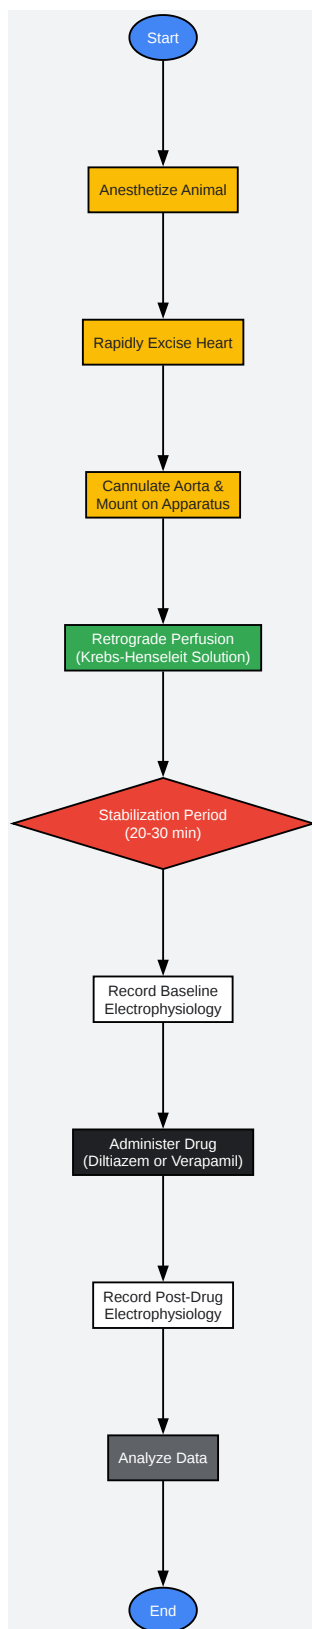 Start
Anesthetize Animal
Rapidly Excise Heart
Cannulate Aorta &
Mount on Apparatus
Retrograde Perfusion
(Krebs-Henseleit Solution)
Stabilization Period
(20-30 min)
Record Baseline
Electrophysiology
Administer Drug
(Diltiazem or Verapamil)
Record Post-Drug
Electrophysiology
Analyze Data
End